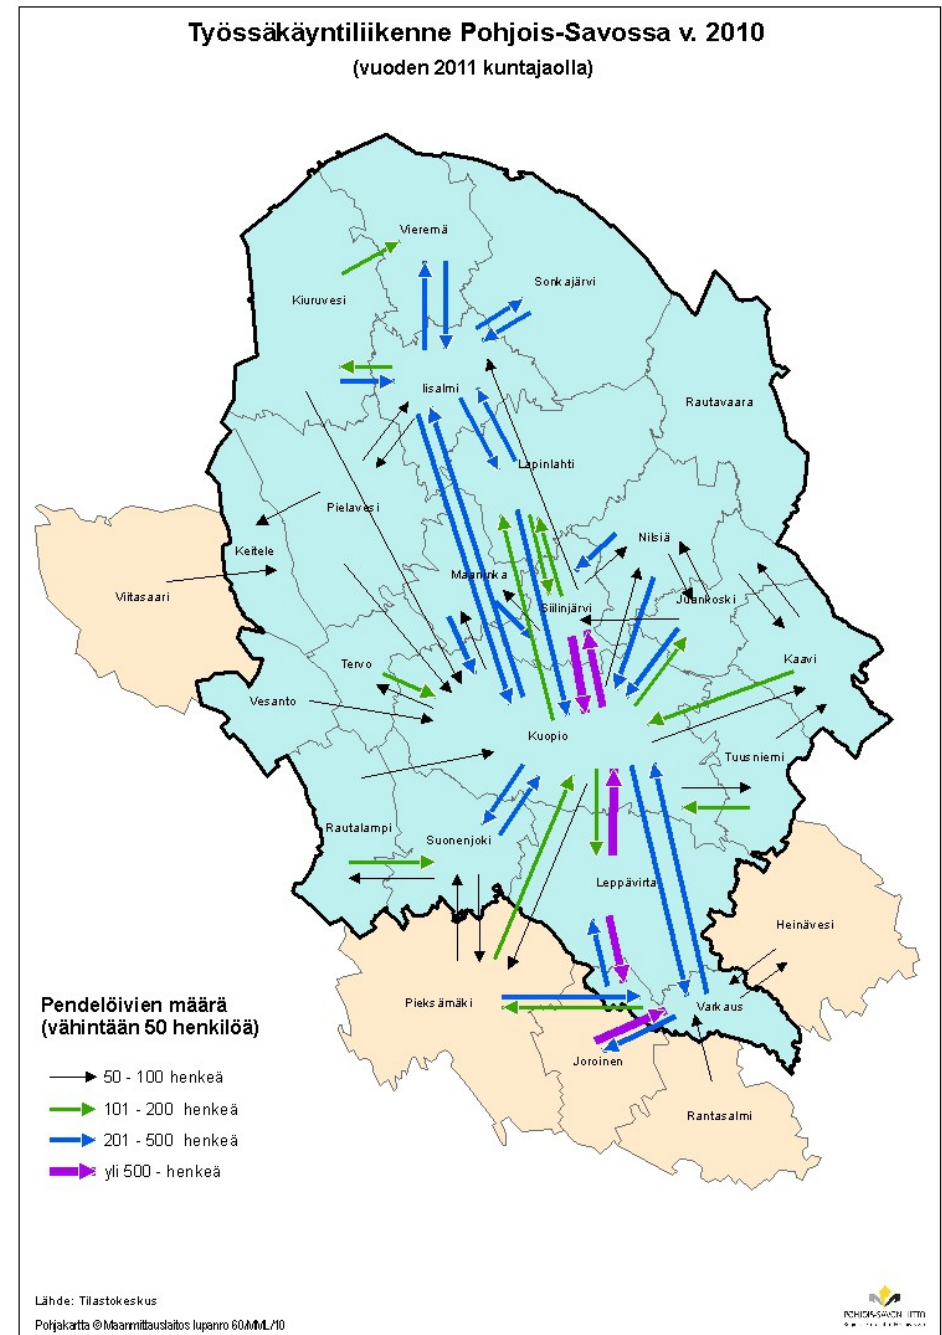 Työssäkäyntiliikenne Pohjois-Savossa v. 2010
(vuoden 2011 kuntajaolla)
Vieremä
Sonkajärvi
Kiuruvesi
Iisalmi
Rautavaara
Lapinlahti
Pielavesi
Nilsiä
Keitele
Maaninka
Viitasaari
Juankoski
Siilinjärvi
Kaavi
Tervo
Vesanto
Kuopio
Tuusniemi
Rautalampi
Suonenjoki
Leppävirta
Heinävesi
Pieksämäki
Varkaus
Joroinen
Rantasalmi
Pendelöivien määrä
(vähintään 50 henkilöä)
50 - 100 henkeä
101 - 200 henkeä
201 - 500 henkeä
yli 500 - henkeä
Lähde: Tilastokeskus
Pohjakartta © Maanmittauslaitos lupanro 60/MML/10
POHJOIS-SAVON LIITTO